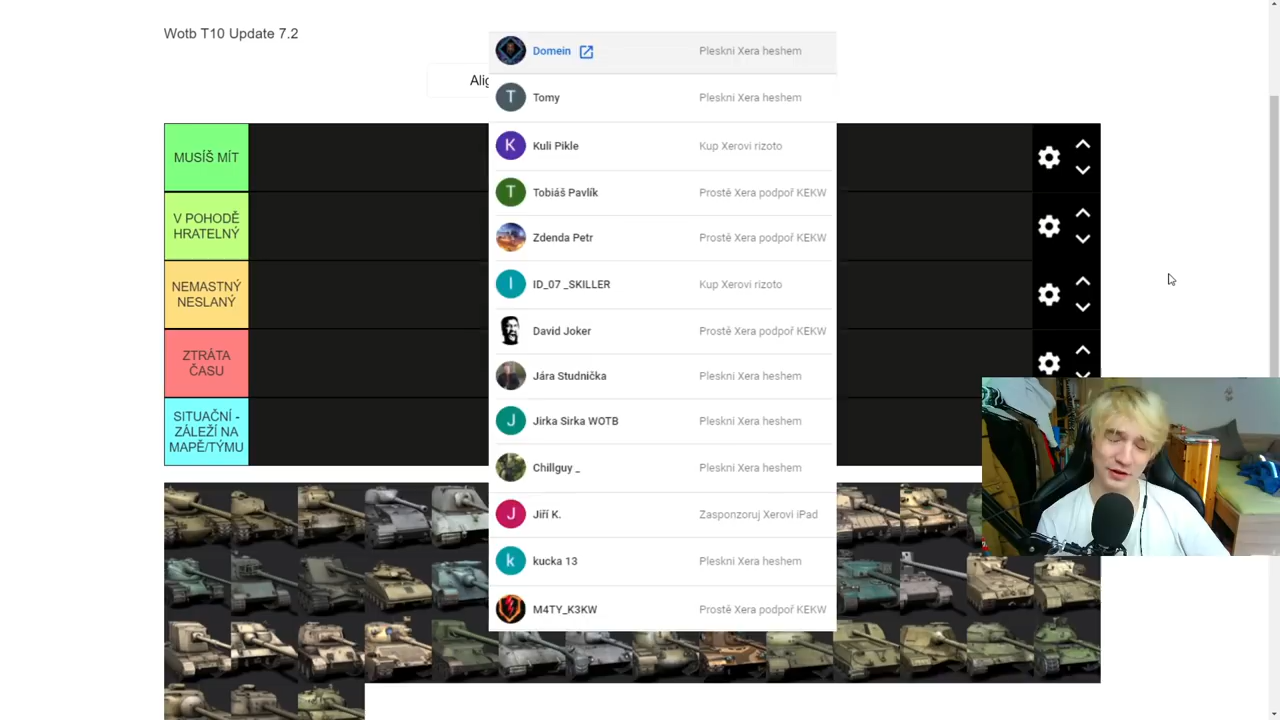 Wotb T10 Update 7.2
Alig
MUSÍŠ MÍT
V POHODĚ
HRATELNÝ
NEMASTNÝ
NESLANÝ
ZTRÁTA
ČASU
SITUAČNÍ -
ZÁLEŽÍ NA
MAPĚ/TÝMU
Domein Pleskni Xera heshem
T Tomy Pleskni Xera heshem
K Kuli Pikle Kup Xerovi rizoto
T Tobiáš Pavlík Prostě Xera podpoř KEKW
Zdenda Petr Prostě Xera podpoř KEKW
I ID_07 _SKILLER Kup Xerovi rizoto
David Joker Prostě Xera podpoř KEKW
Jára Studnička Pleskni Xera heshem
J Jirka Sirka WOTB Pleskni Xera heshem
Chillguy _ Pleskni Xera heshem
J Jiří K. Zasponzoruj Xerovi iPad
k kucka 13 Pleskni Xera heshem
M4TY_K3KW Prostě Xera podpoř KEKW